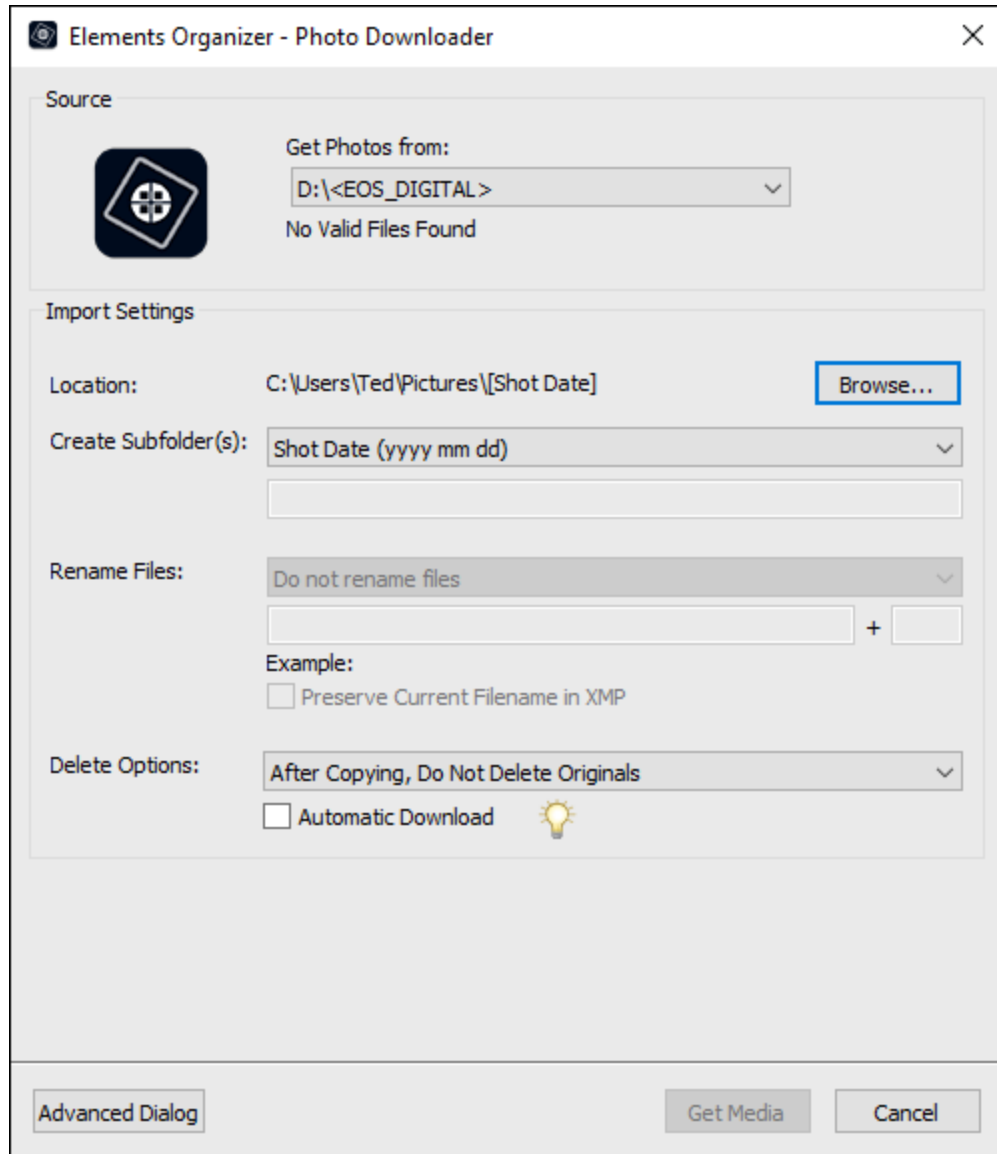 Elements Organizer - Photo Downloader
Source
Get Photos from:
D:\<EOS_DIGITAL>
No Valid Files Found
Import Settings
Location: C:\Users\Ted\Pictures\[Shot Date] Browse...
Create Subfolder(s): Shot Date (yyyy mm dd)
Rename Files: Do not rename files
+
Example:
Preserve Current Filename in XMP
Delete Options: After Copying, Do Not Delete Originals
Automatic Download
Advanced Dialog Get Media Cancel